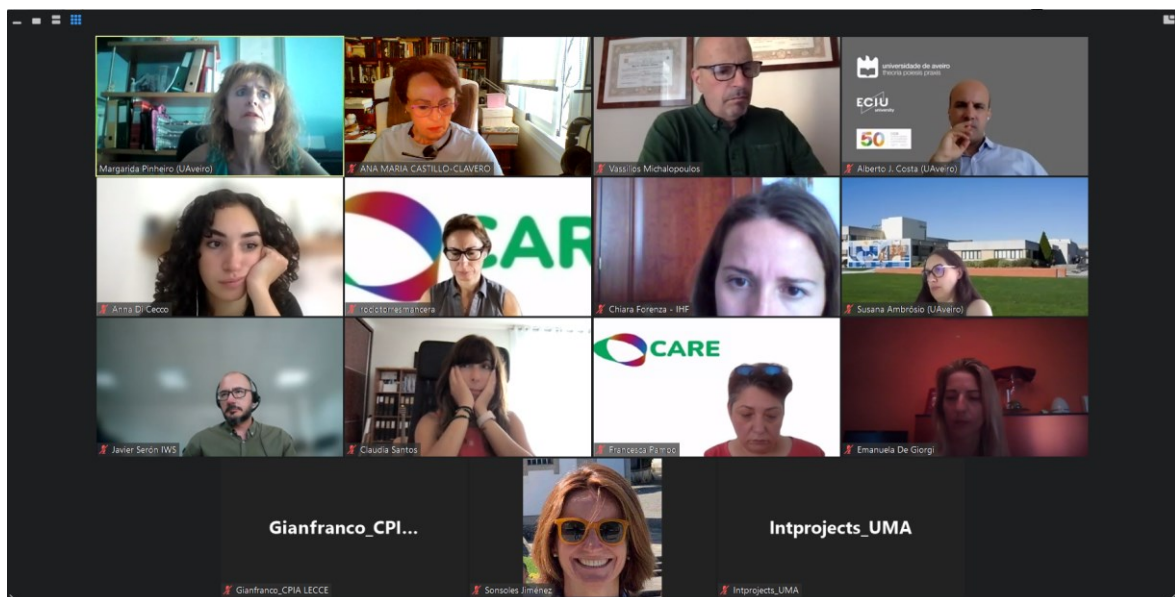 universidade de aveiro
theoria poiesis praxis
ECIU
university
50
Margarida Pinheiro (UAveiro)
ANA MARIA CASTILLO-CLAVERO
Vassilios Michalopoulos
Alberto J. Costa (UAveiro)
CARE
Anna Di Cecco
rociotorresmancera
Chiara Forenza - IHF
Susana Ambrósio (UAveiro)
CARE
Javier Serón IWS
Claudia Santos
Francesca Pampo
Emanuela De Giorgi
Gianfranco_CPI...
Intprojects_UMA
Gianfranco_CPIA LECCE
Sonsoles Jiménez
Intprojects_UMA